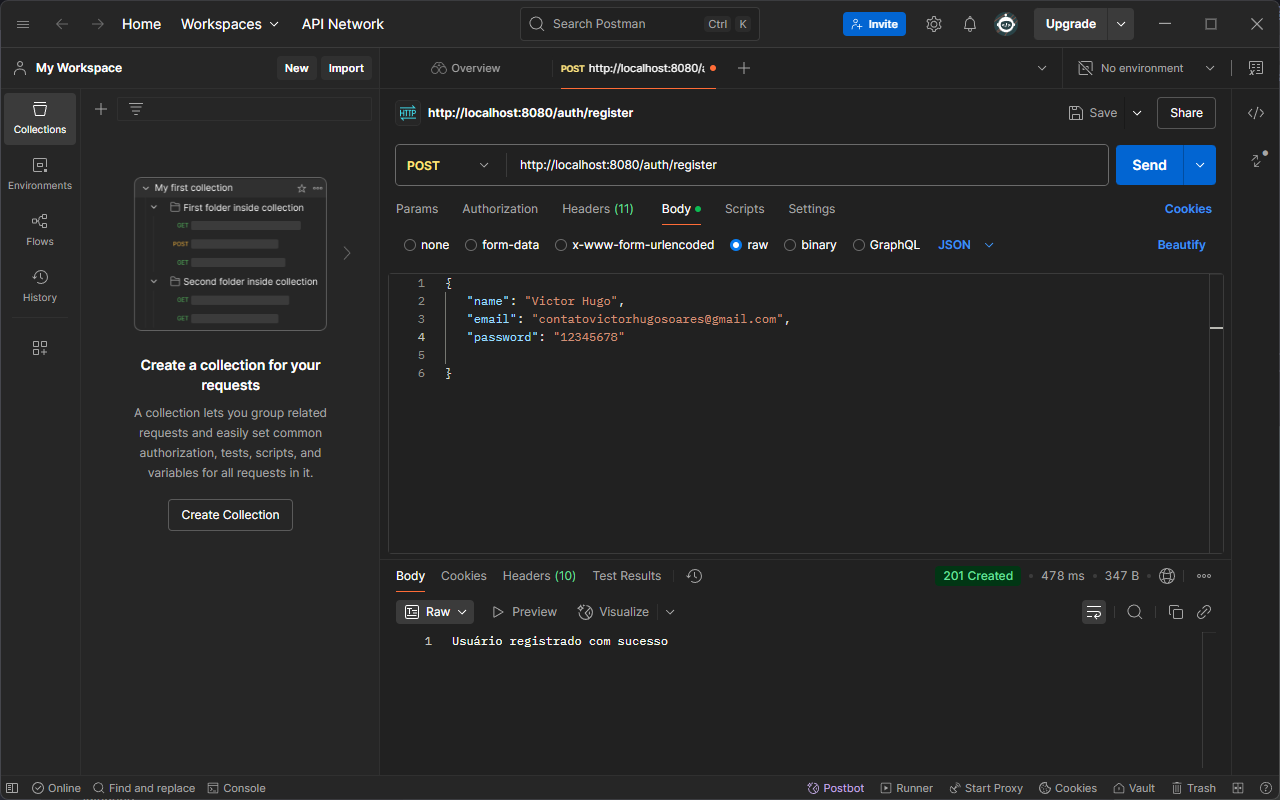 Home Workspaces API Network Search Postman Ctrl K Invite Upgrade
My Workspace New Import Overview POST http://localhost:8080/a No environment
Collections
Environments
Flows
History
My first collection
First folder inside collection
GET
POST
GET
Second folder inside collection
GET
GET
Create a collection for your
requests
A collection lets you group related
requests and easily set common
authorization, tests, scripts, and
variables for all requests in it.
Create Collection
HTTP http://localhost:8080/auth/register Save Share
POST http://localhost:8080/auth/register Send
Params Authorization Headers (11) Body Scripts Settings Cookies
none form-data x-www-form-urlencoded raw binary GraphQL JSON Beautify
1 {
2 "name": "Victor Hugo",
3 "email": "contatovictorhugosoares@gmail.com",
4 "password": "12345678"
5
6 }
Body Cookies Headers (10) Test Results 201 Created 478 ms 347 B
Raw Preview Visualize
1 Usuário registrado com sucesso
Online Find and replace Console Postbot Runner Start Proxy Cookies Vault Trash